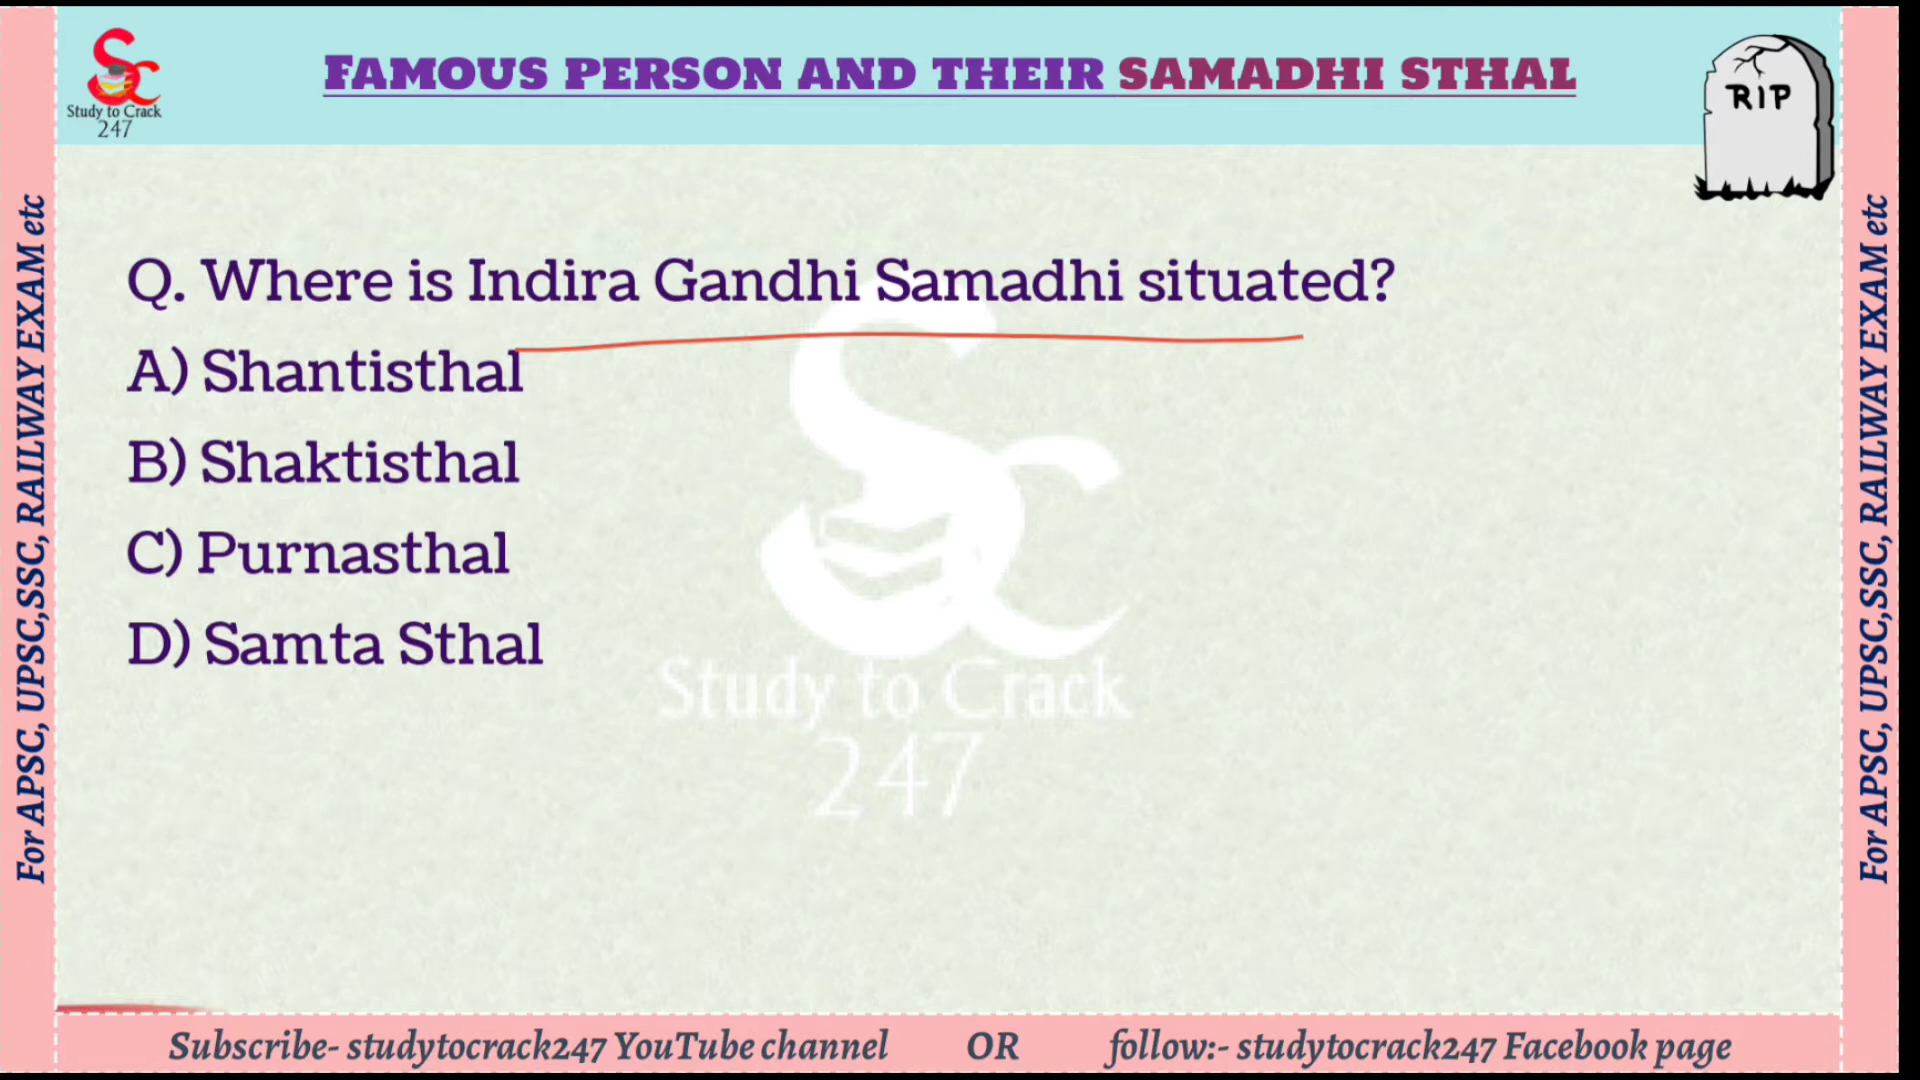 Study to Crack
247
FAMOUS PERSON AND THEIR SAMADHI STHAL
RIP
For APSC, UPSC,SSC, RAILWAY EXAM etc
Q. Where is Indira Gandhi Samadhi situated?
A) Shantisthal
B) Shaktisthal
C) Purnasthal
D) Samta Sthal
Study to Crack
247
For APSC, UPSC,SSC, RAILWAY EXAM etc
Subscribe- studytocrack247 YouTube channel OR follow:- studytocrack247 Facebook page